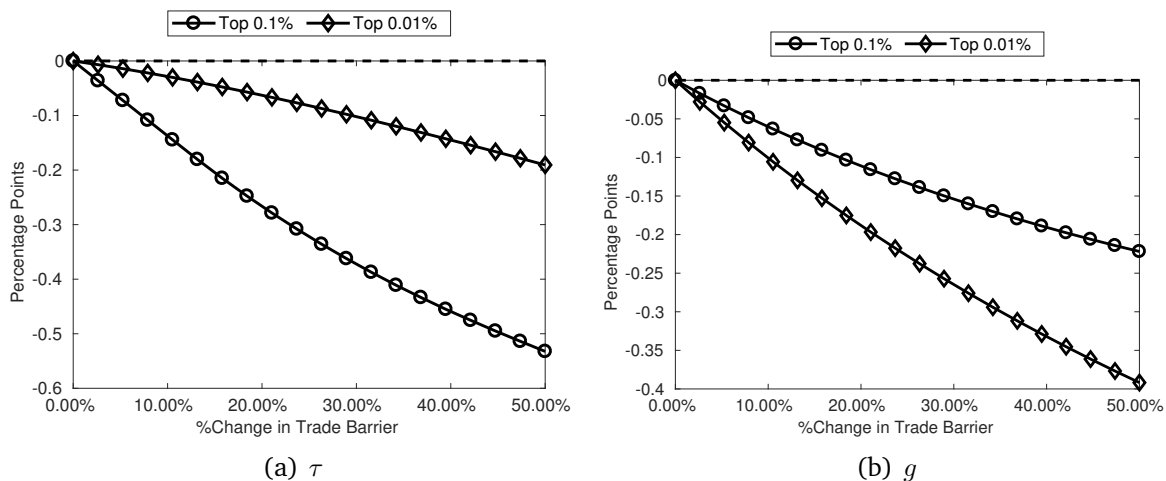 Top 0.1% Top 0.01%
0
-0.1
-0.2
-0.3
-0.4
-0.5
-0.6
Percentage Points
0.00% 10.00% 20.00% 30.00% 40.00% 50.00%
%Change in Trade Barrier
(a) τ
Top 0.1% Top 0.01%
0
-0.05
-0.1
-0.15
-0.2
-0.25
-0.3
-0.35
-0.4
Percentage Points
0.00% 10.00% 20.00% 30.00% 40.00% 50.00%
%Change in Trade Barrier
(b) g